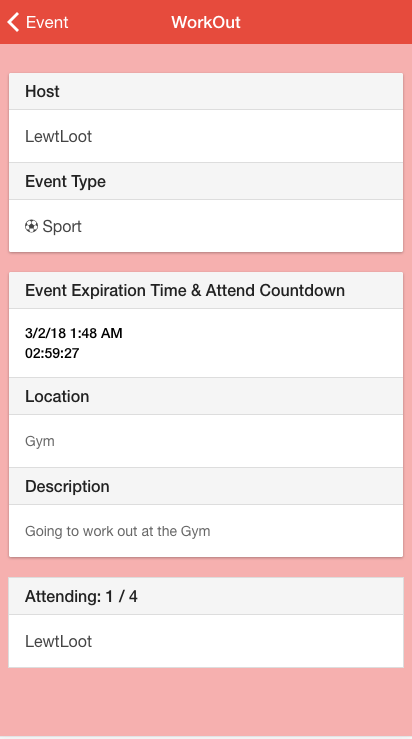 Event
WorkOut
Host
LewtLoot
Event Type
Sport
Event Expiration Time & Attend Countdown
3/2/18 1:48 AM
02:59:27
Location
Gym
Description
Going to work out at the Gym
Attending: 1 / 4
LewtLoot